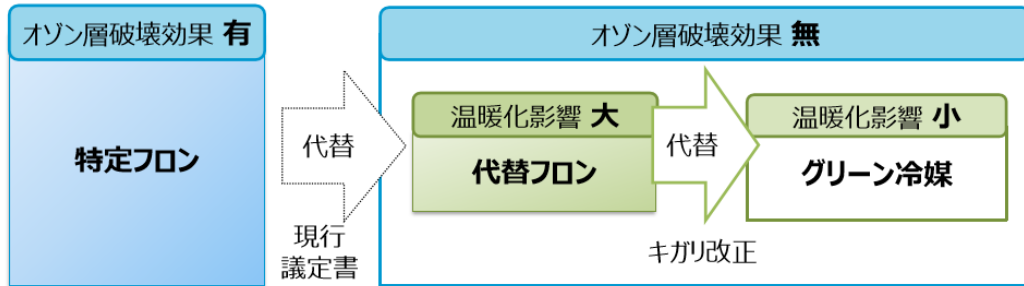 オゾン層破壊効果 有
特定フロン
代替
現行
議定書
オゾン層破壊効果 無
温暖化影響 大
代替フロン
代替
キガリ改正
温暖化影響 小
グリーン冷媒